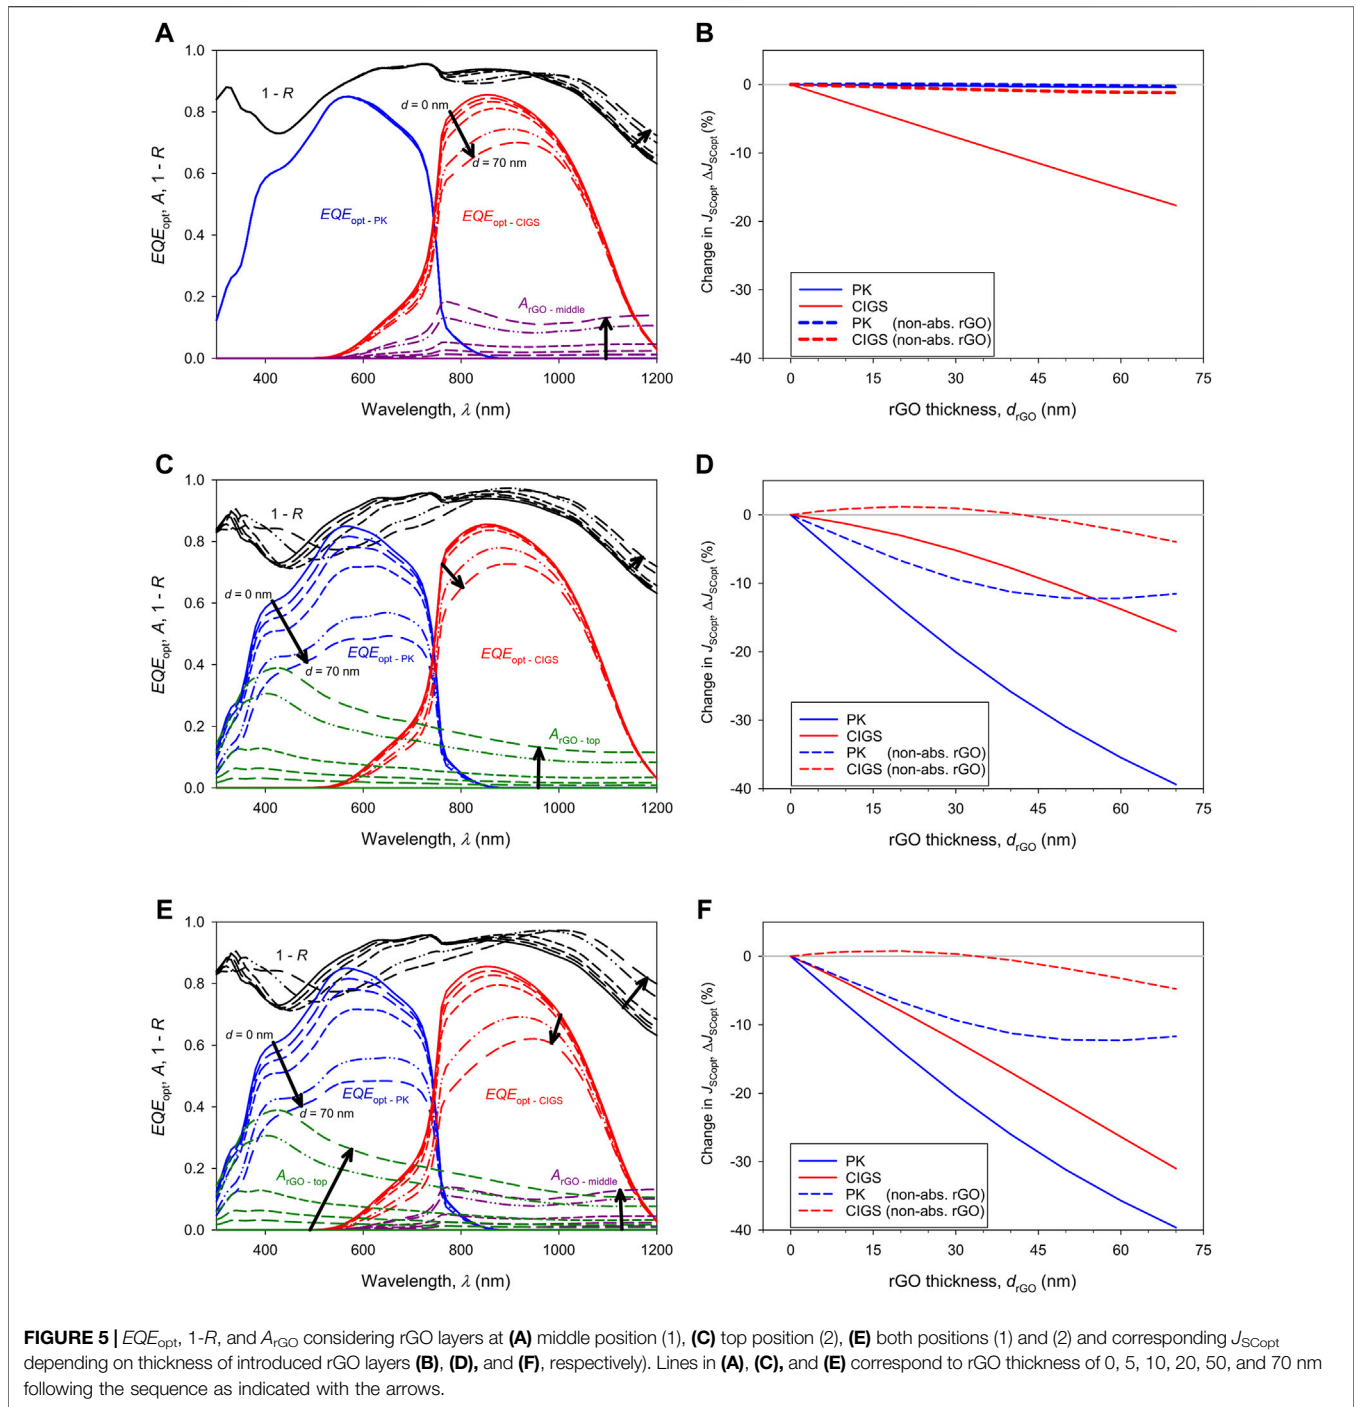 A
1.0
0.8
0.6
0.4
0.2
0.0
EQEopt, A, 1 - R
1 - R
d = 0 nm
d = 70 nm
EQEopt - PK
EQEopt - CIGS
ArGO - middle
400 600 800 1000 1200
Wavelength, λ (nm)
B
0
-10
-20
-30
-40
Change in JSCopt, ΔJSCopt (%)
PK
CIGS
PK (non-abs. rGO)
CIGS (non-abs. rGO)
0 15 30 45 60 75
rGO thickness, drGO (nm)
C
1.0
0.8
0.6
0.4
0.2
0.0
EQEopt, A, 1 - R
1 - R
d = 0 nm
d = 70 nm
EQEopt - PK
EQEopt - CIGS
ArGO - top
400 600 800 1000 1200
Wavelength, λ (nm)
D
0
-10
-20
-30
-40
Change in JSCopt, ΔJSCopt (%)
PK
CIGS
PK (non-abs. rGO)
CIGS (non-abs. rGO)
0 15 30 45 60 75
rGO thickness, drGO (nm)
E
1.0
0.8
0.6
0.4
0.2
0.0
EQEopt, A, 1 - R
1 - R
d = 0 nm
d = 70 nm
EQEopt - PK
EQEopt - CIGS
ArGO - top
ArGO - middle
400 600 800 1000 1200
Wavelength, λ (nm)
F
0
-10
-20
-30
-40
Change in JSCopt, ΔJSCopt (%)
PK
CIGS
PK (non-abs. rGO)
CIGS (non-abs. rGO)
0 15 30 45 60 75
rGO thickness, drGO (nm)
FIGURE 5 | EQEopt, 1-R, and ArGO considering rGO layers at (A) middle position (1), (C) top position (2), (E) both positions (1) and (2) and corresponding JSCopt
depending on thickness of introduced rGO layers (B), (D), and (F), respectively). Lines in (A), (C), and (E) correspond to rGO thickness of 0, 5, 10, 20, 50, and 70 nm
following the sequence as indicated with the arrows.